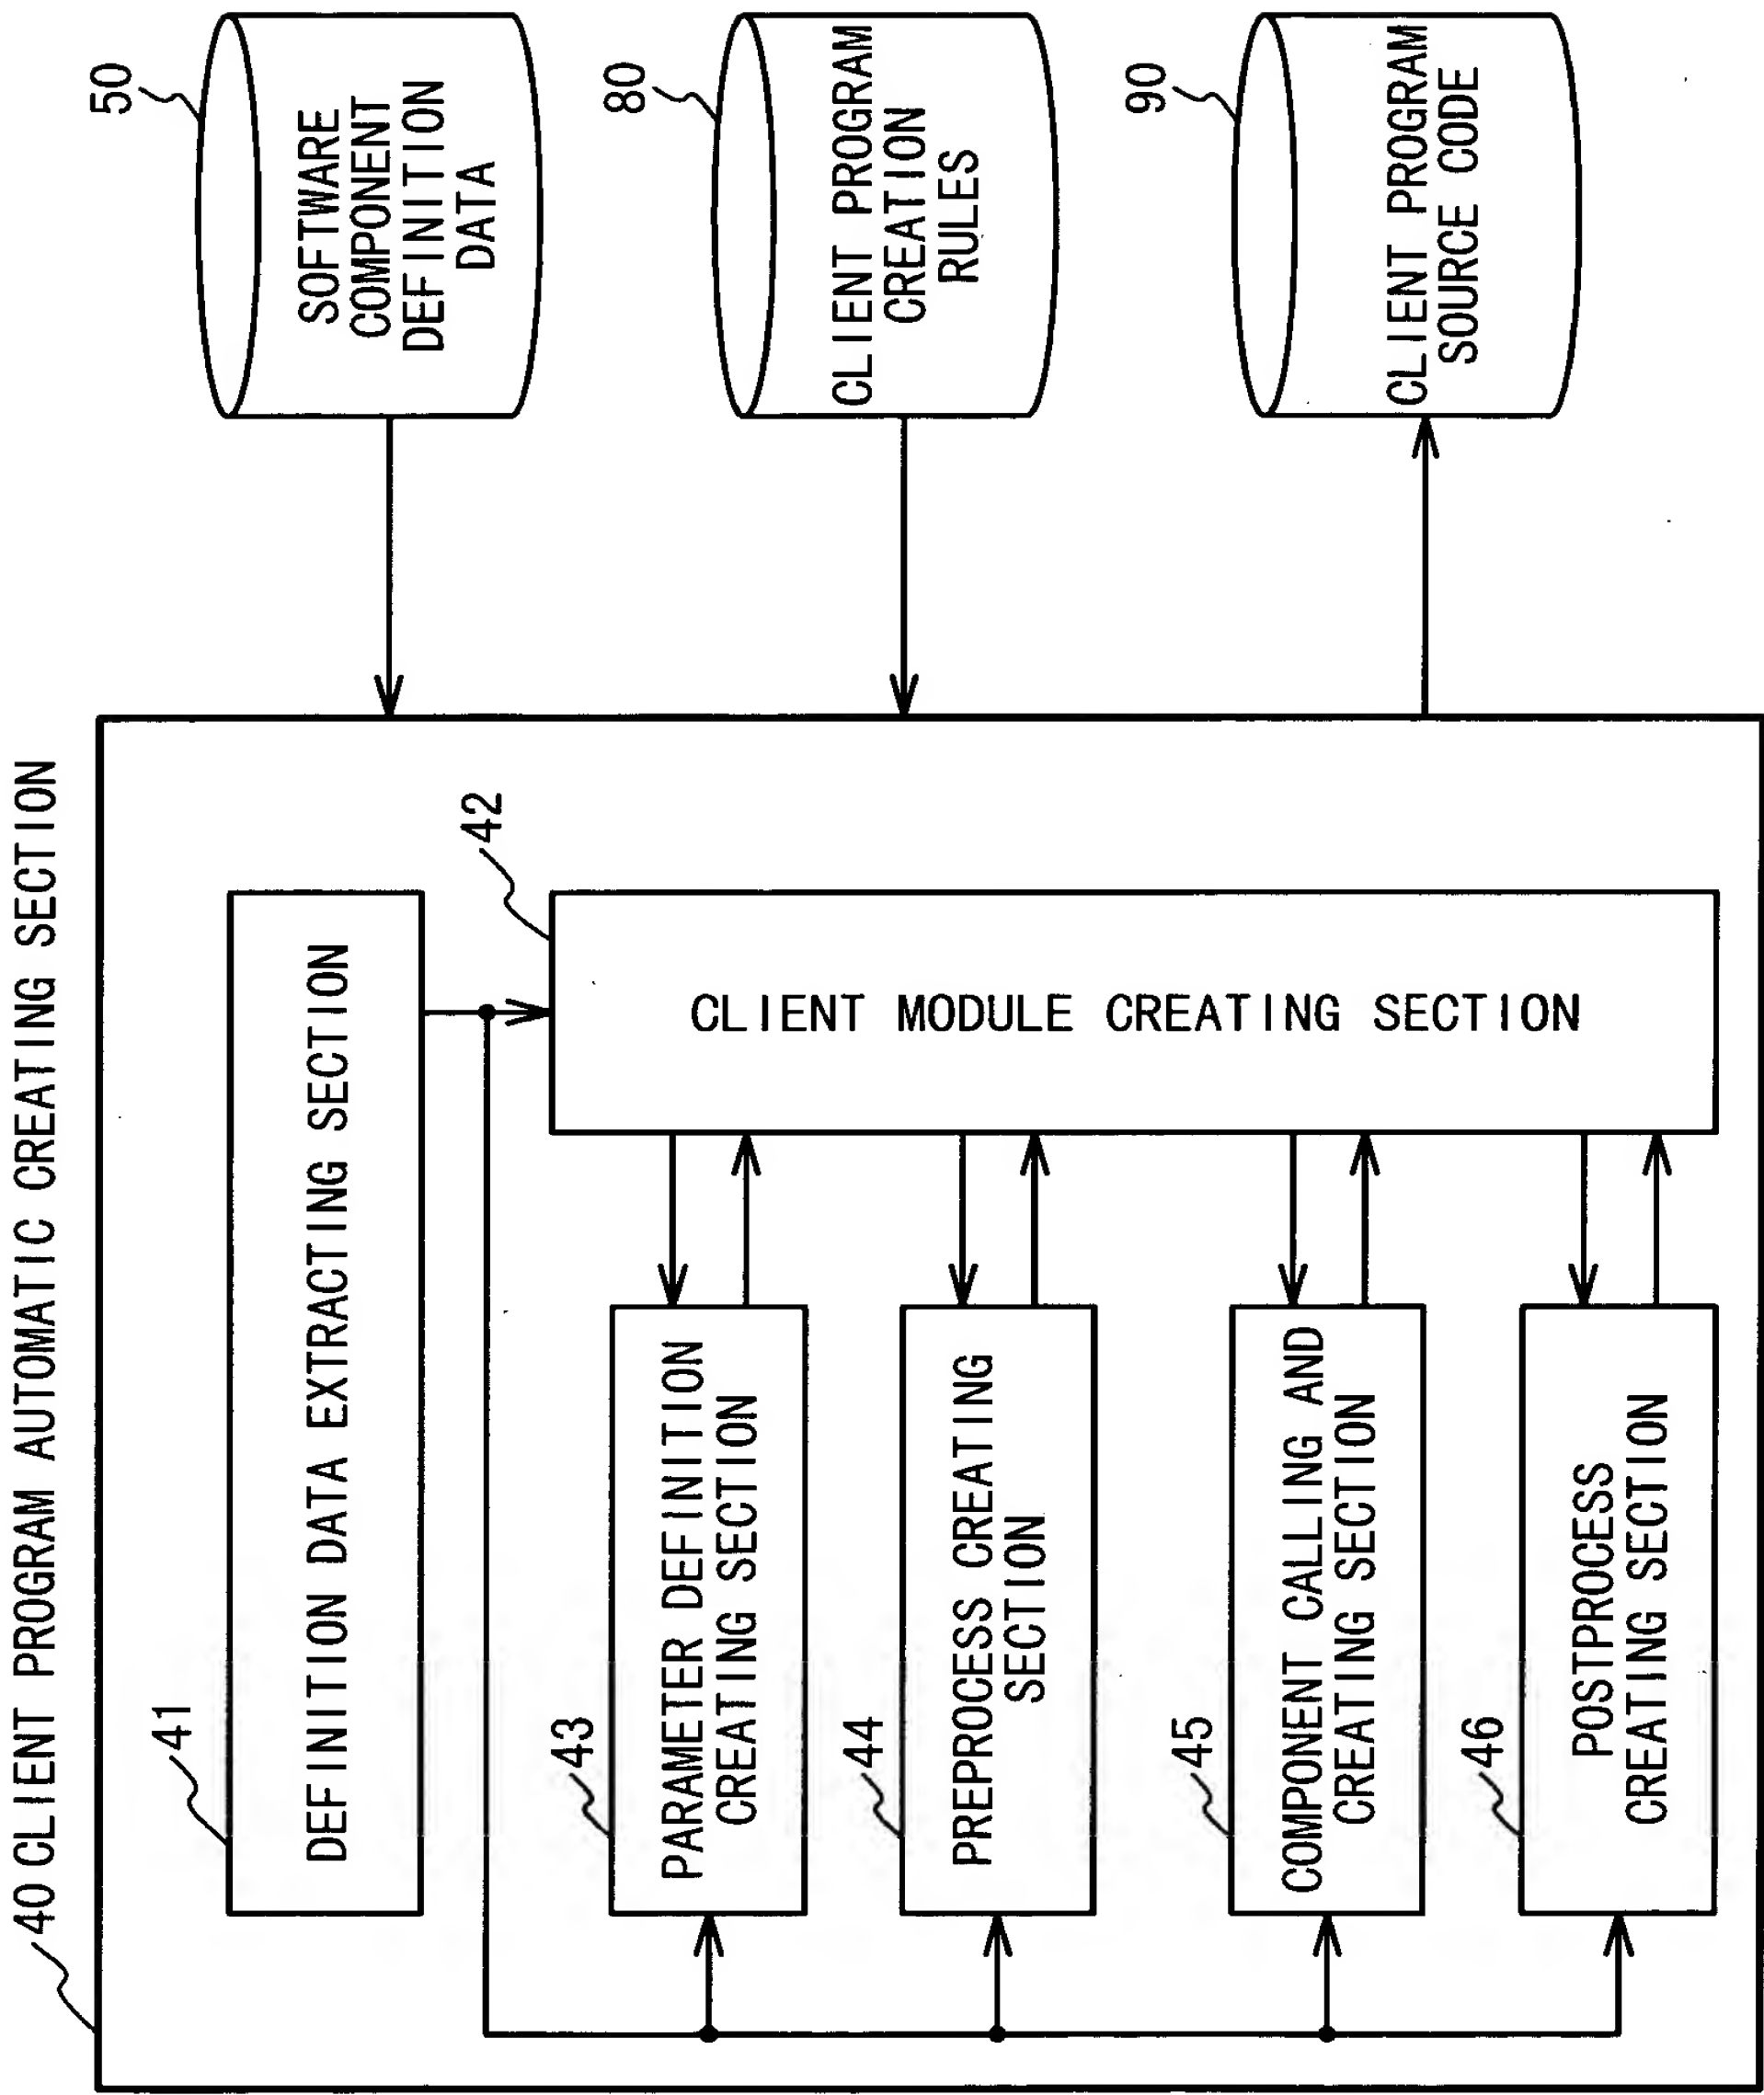 40 CLIENT PROGRAM AUTOMATIC CREATING SECTION
41
DEFINITION DATA EXTRACTING SECTION
42
CLIENT MODULE CREATING SECTION
43
PARAMETER DEFINITION
CREATING SECTION
44
PREPROCESS CREATING
SECTION
45
COMPONENT CALLING AND
CREATING SECTION
46
POSTPROCESS
CREATING SECTION
50
SOFTWARE
COMPONENT
DEFINITION
DATA
80
CLIENT PROGRAM
CREATION
RULES
90
CLIENT PROGRAM
SOURCE CODE